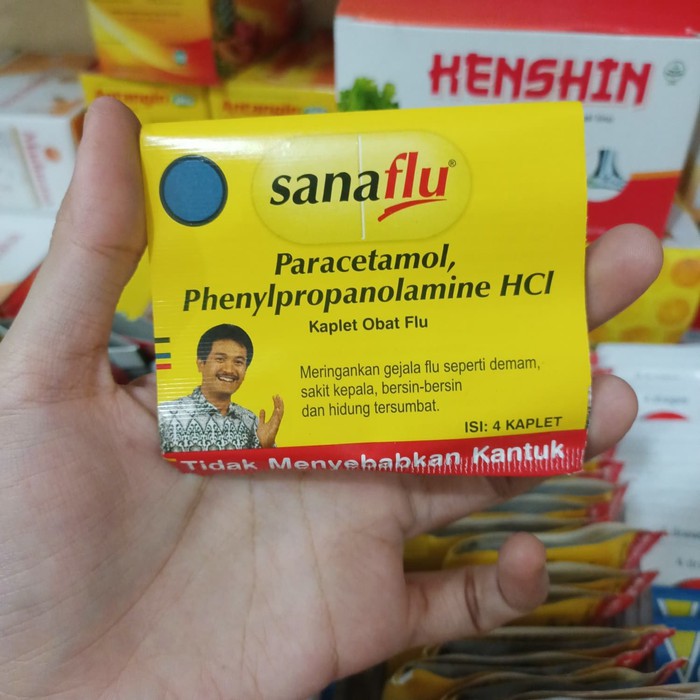 HENSHIN
sanaflu®
Paracetamol,
Phenylpropanolamine HCl
Kaplet Obat Flu
Meringankan gejala flu seperti demam,
sakit kepala, bersin-bersin
dan hidung tersumbat.
ISI: 4 KAPLET
Tidak Menyebabkan Kantuk